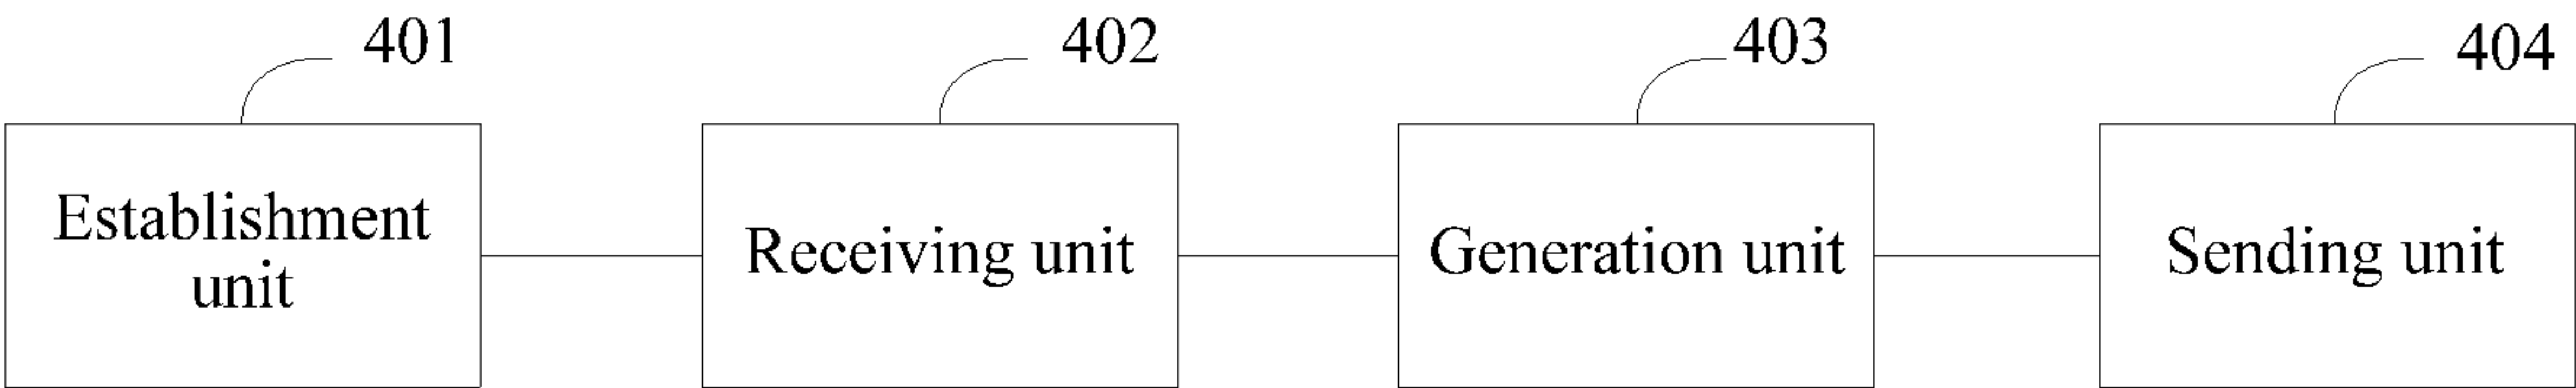 401
402
403
404
Establishment
unit
Receiving unit
Generation unit
Sending unit